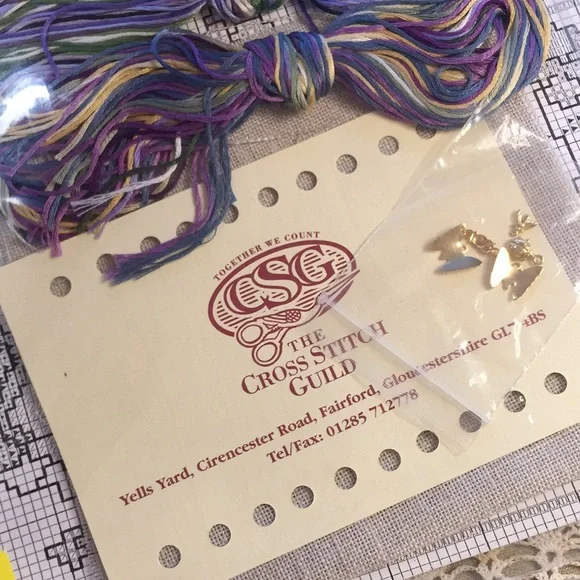 TOGETHER WE COUNT
CSG
THE
CROSS STITCH
GUILD
Yells Yard, Cirencester Road, Fairford, Gloucestershire GL7 4BS
Tel/Fax: 01285 712778